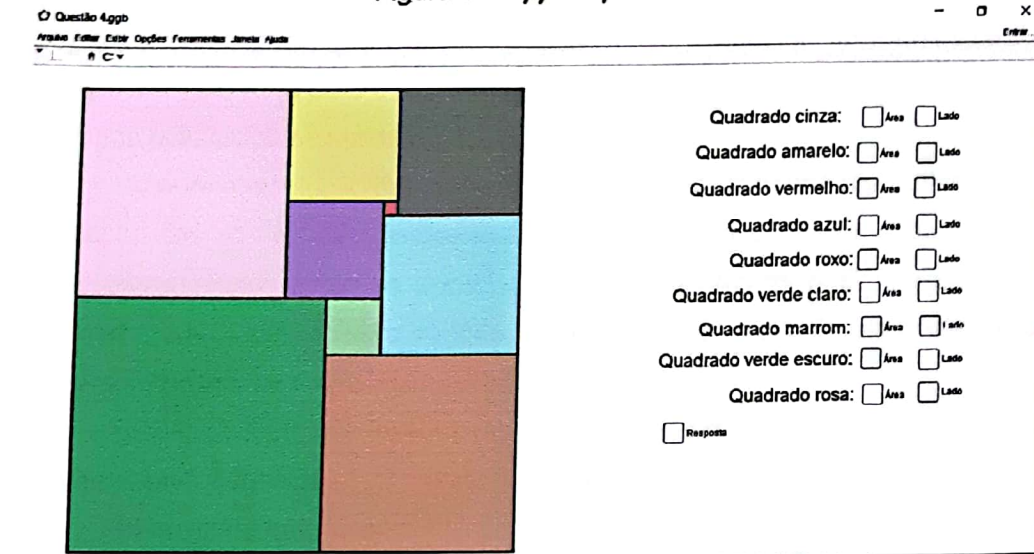 Questão 4.ggb
Arquivo Editar Exibir Opções Ferramentas Janela Ajuda
Entrar...
Quadrado cinza: Área Lado
Quadrado amarelo: Área Lado
Quadrado vermelho: Área Lado
Quadrado azul: Área Lado
Quadrado roxo: Área Lado
Quadrado verde claro: Área Lado
Quadrado marrom: Área Lado
Quadrado verde escuro: Área Lado
Quadrado rosa: Área Lado
Resposta